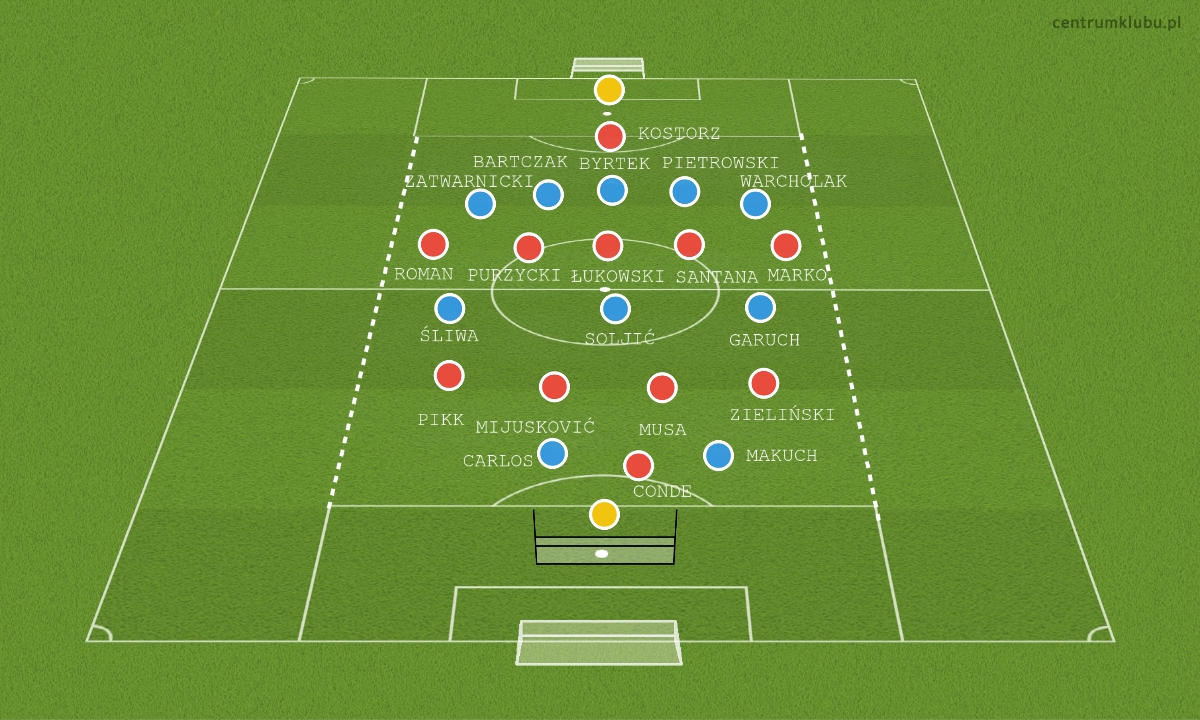 centrumklubu.pl
KOSTORZ
BARTCZAK BYRTEK PIETROWSKI
ZATWARNICKI WARCHOLAK
ROMAN PURZYCKI ŁUKOWSKI SANTANA MARKO
ŚLIWA SOLJIĆ GARUCH
PIKK MIJUSKOVIĆ MUSA ZIELIŃSKI
CARLOS MAKUCH
CONDE